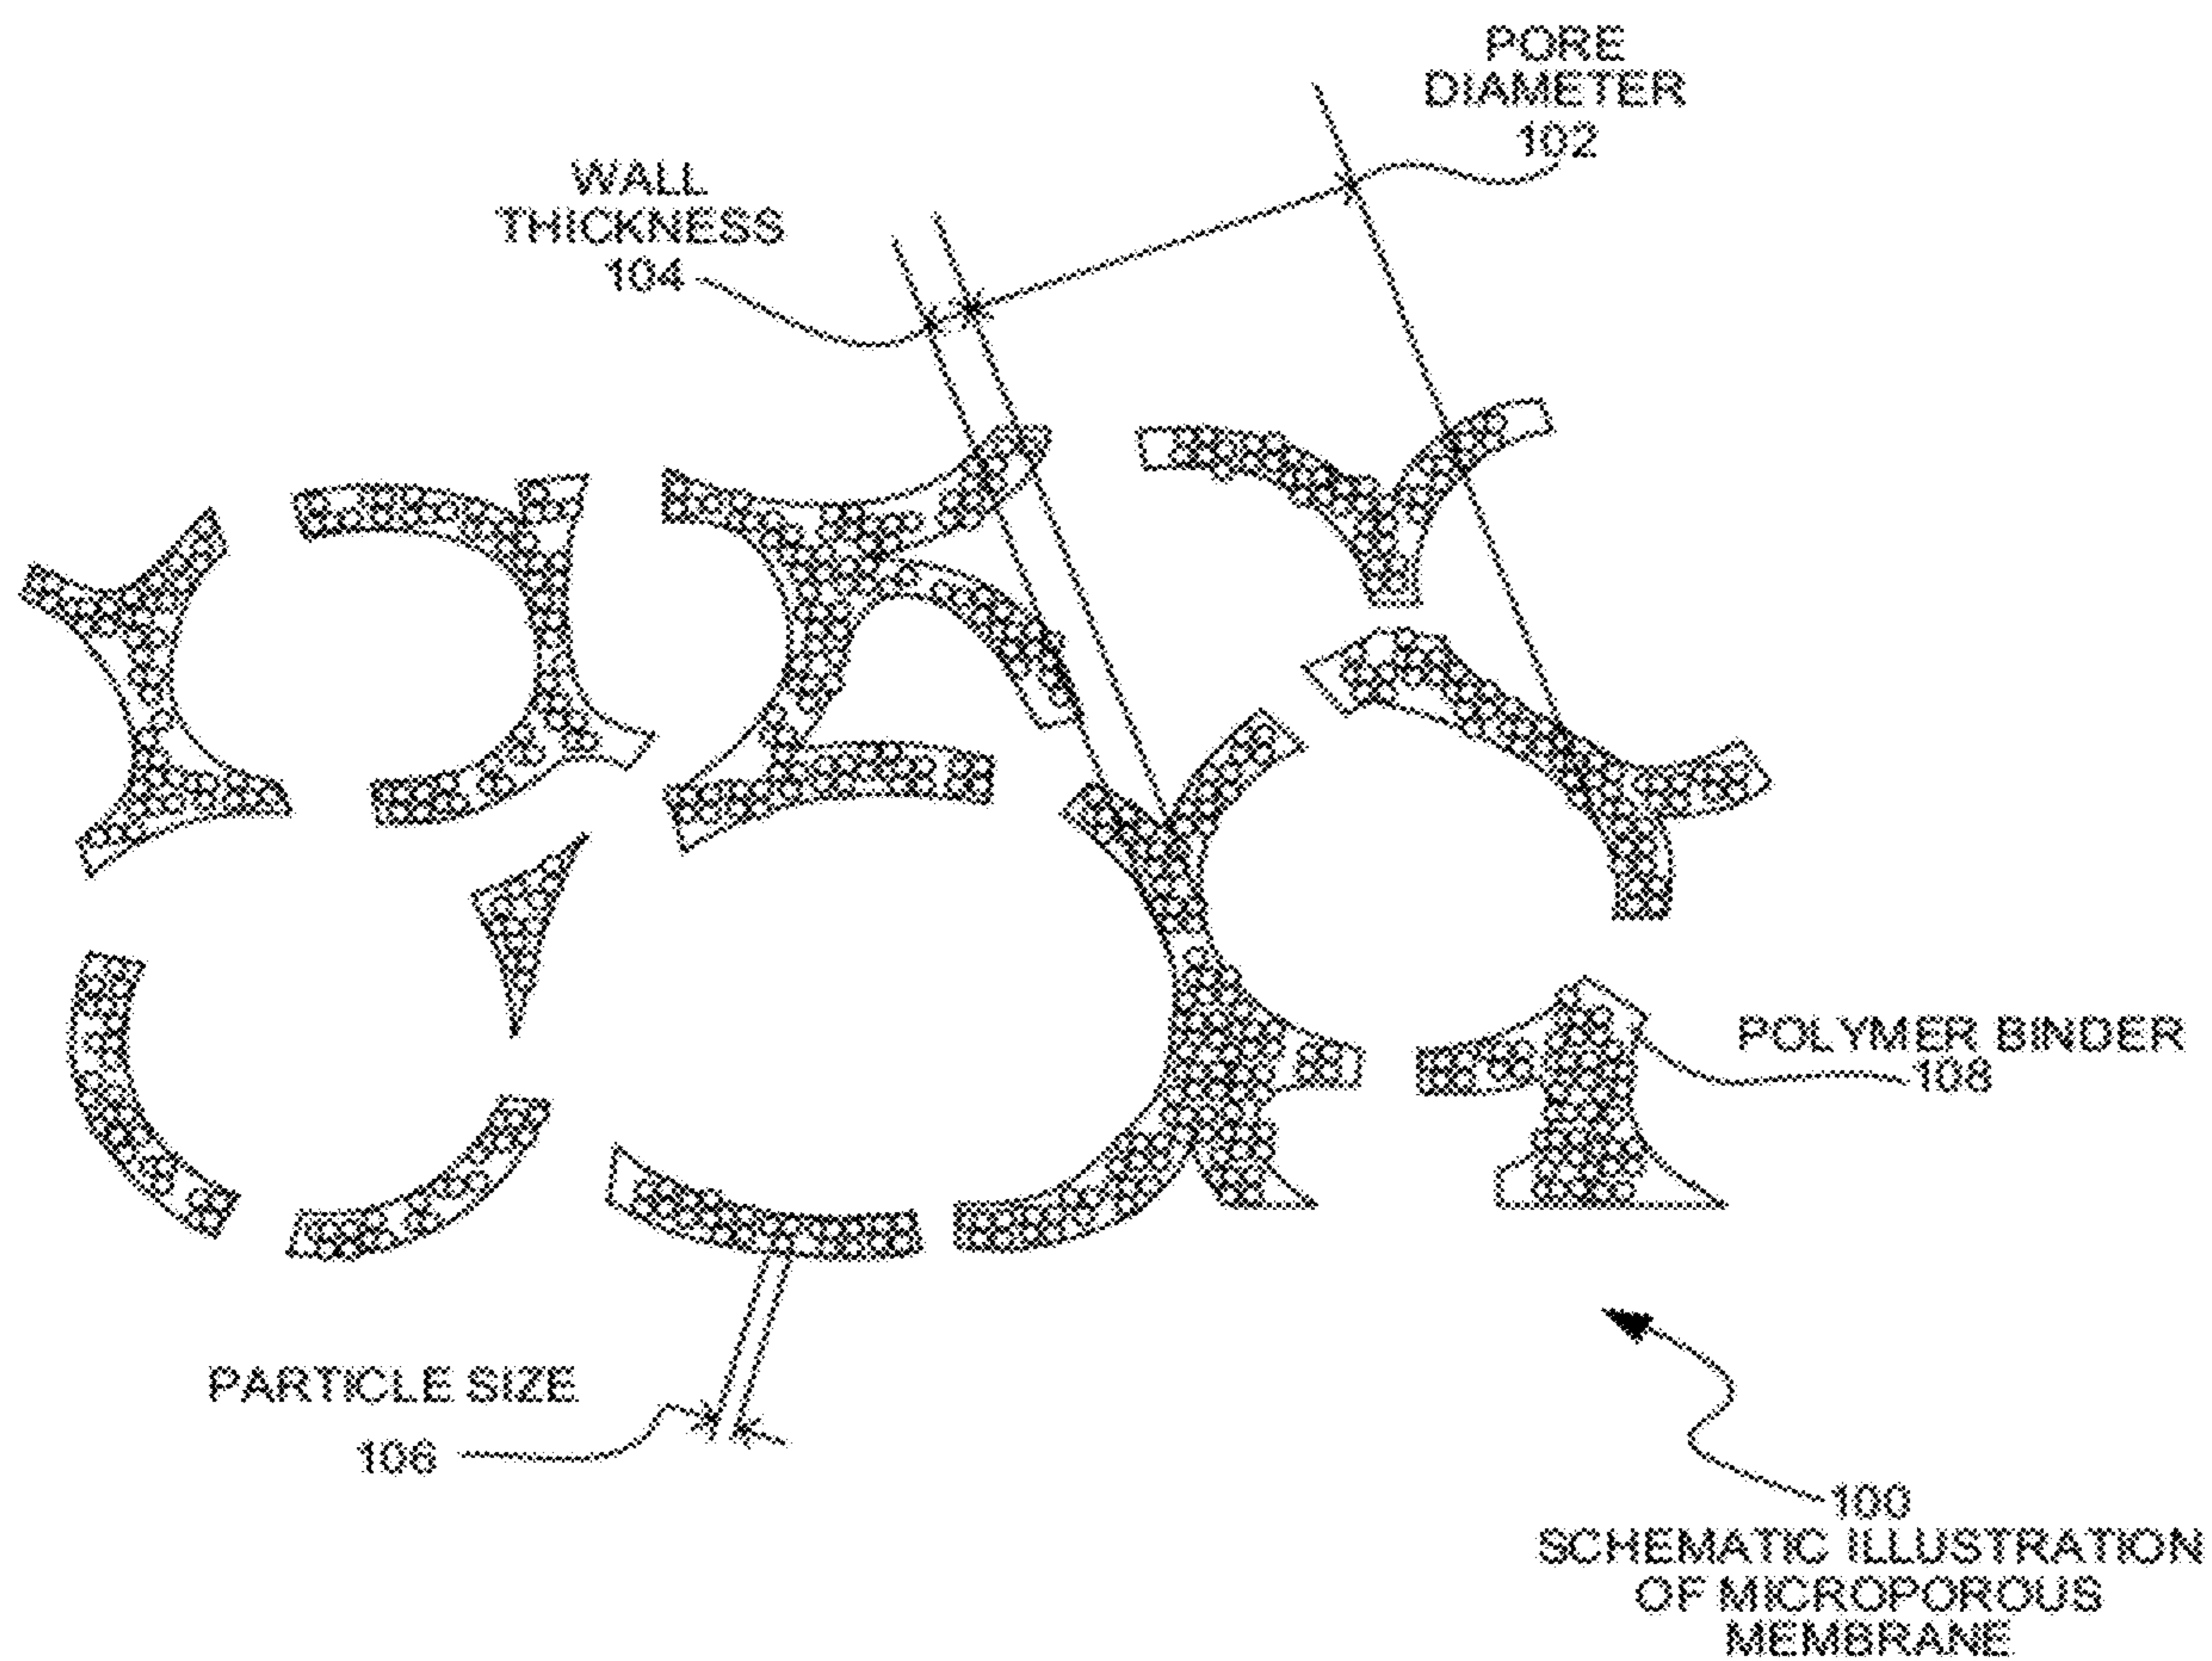 PORE
DIAMETER
102
WALL
THICKNESS
104
POLYMER BINDER
108
PARTICLE SIZE
106
100
SCHEMATIC ILLUSTRATION
OF MICROPOROUS
MEMBRANE